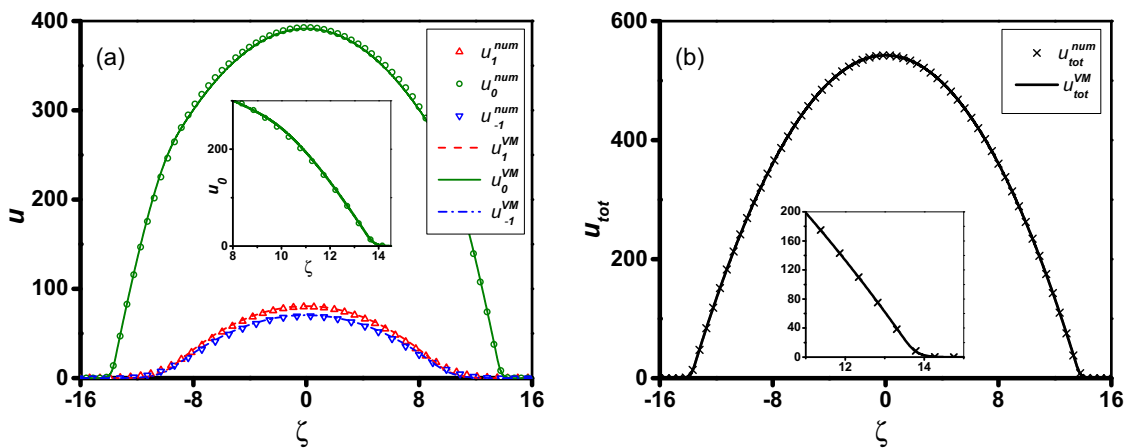 (a)
u
400
300
200
100
0
-16 -8 0 8 16
ζ
u_1^num
u_0^num
u_-1^num
u_1^VM
u_0^VM
u_-1^VM
u_0
200
0
8 10 12 14
ζ
(b)
u_tot
600
400
200
0
-16 -8 0 8 16
ζ
u_tot^num
u_tot^VM
200
160
120
80
40
0
12 14